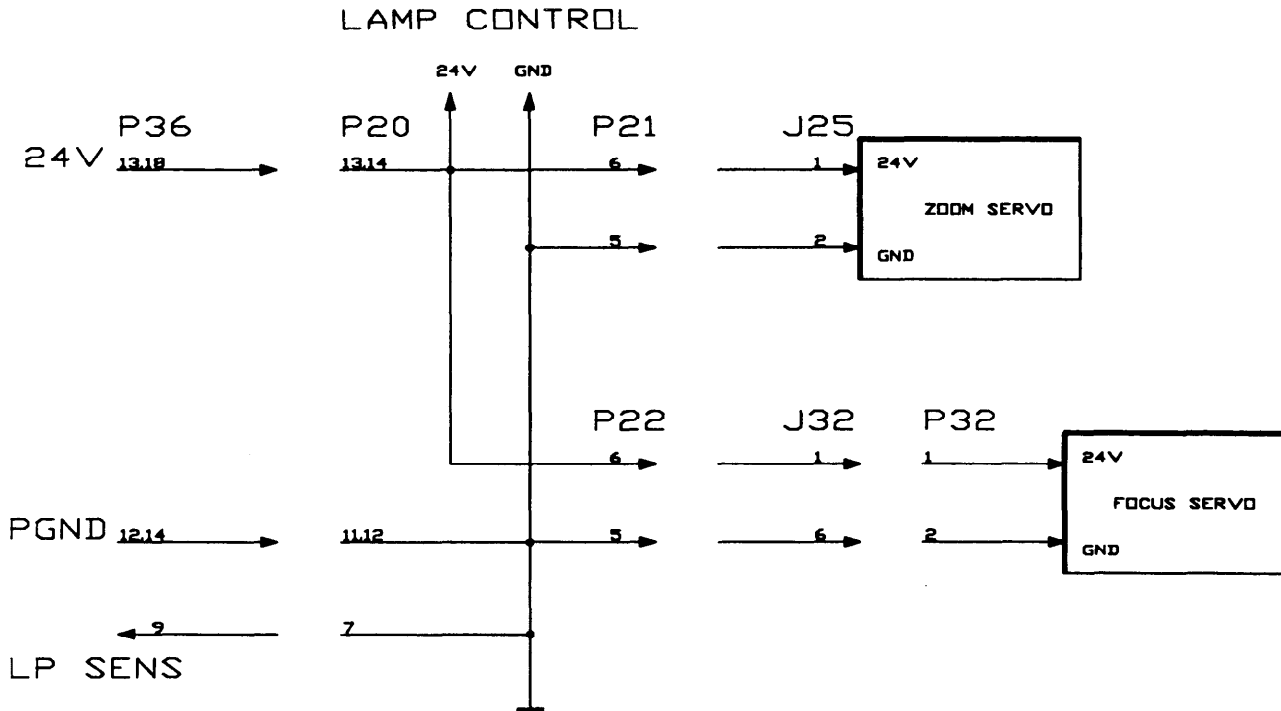 LAMP CONTROL
24V GND
P36 P20 P21 J25
24V 13.18 13.14 6 1 24V
ZOOM SERVO
5 2 GND
P22 J32 P32
6 1 1 24V
FOCUS SERVO
PGND 12.14 11.12 5 6 2 GND
9 7
LP SENS